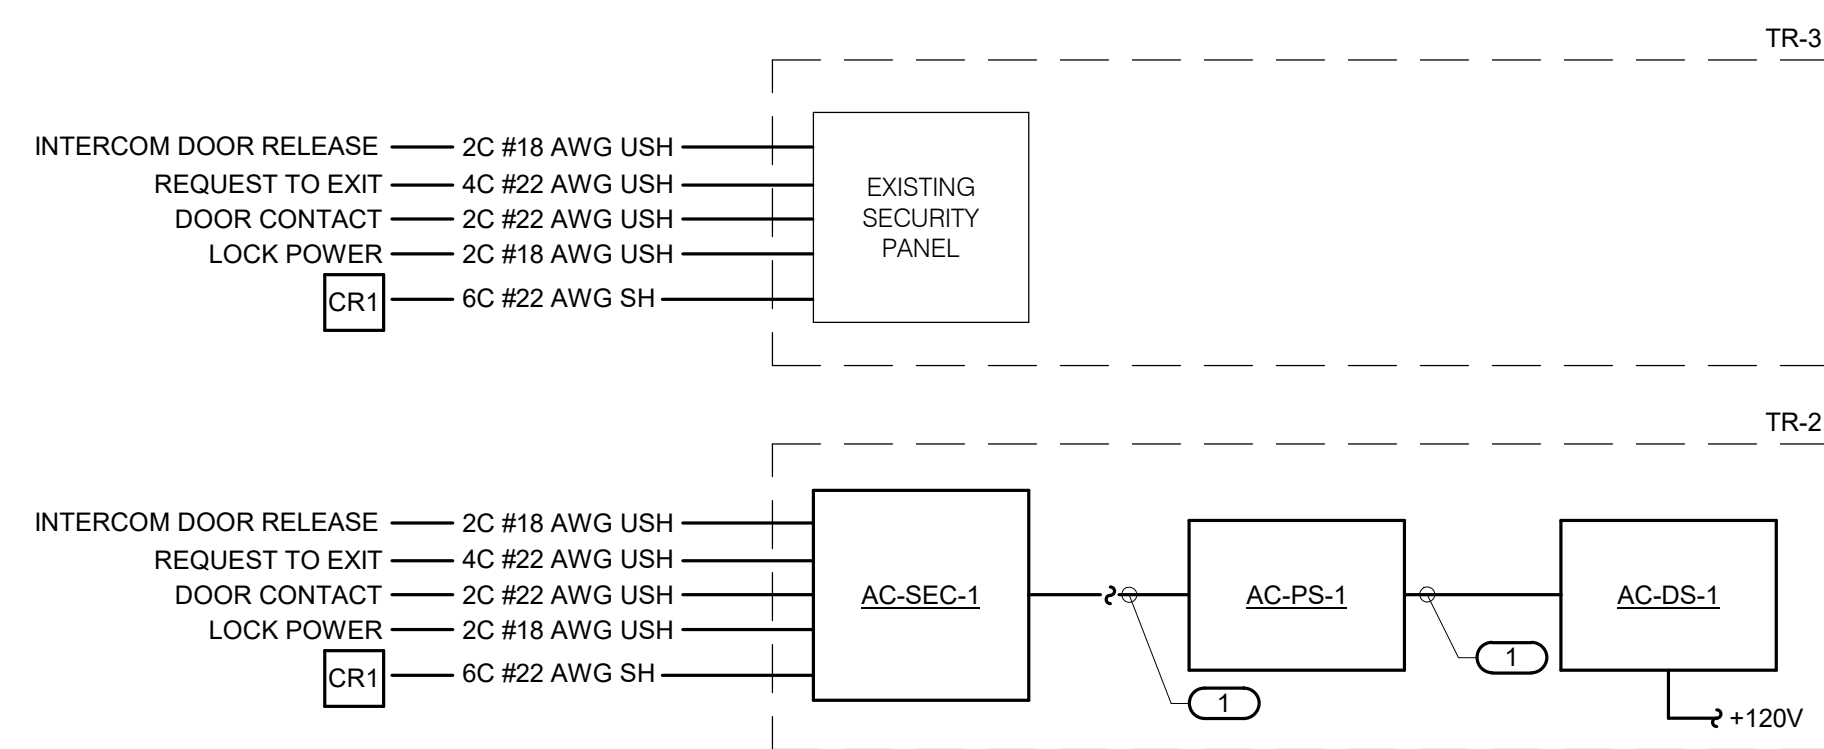 TR-3
INTERCOM DOOR RELEASE 2C #18 AWG USH
REQUEST TO EXIT 4C #22 AWG USH
DOOR CONTACT 2C #22 AWG USH
LOCK POWER 2C #18 AWG USH
CR1 6C #22 AWG SH
EXISTING
SECURITY
PANEL
TR-2
INTERCOM DOOR RELEASE 2C #18 AWG USH
REQUEST TO EXIT 4C #22 AWG USH
DOOR CONTACT 2C #22 AWG USH
LOCK POWER 2C #18 AWG USH
CR1 6C #22 AWG SH
AC-SEC-1
AC-PS-1
AC-DS-1
1
1
+120V